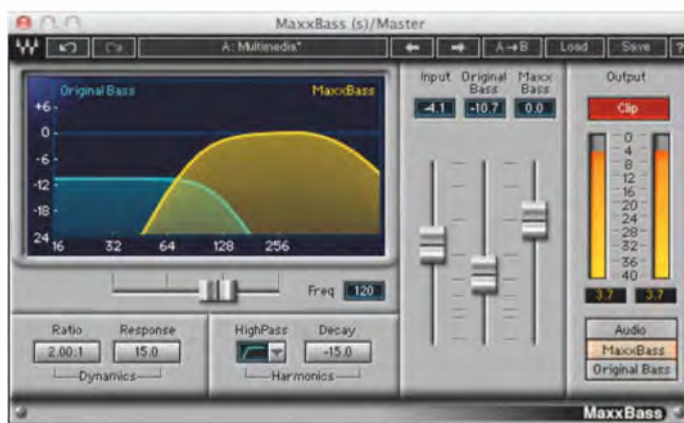 MaxxBass (s)/Master
A: Multimedia* A→B Load Save ?
Original Bass MaxxBass
+6
0
-6
-12
-18
24
16 32 64 128 256
Freq 120
Ratio Response
2.00:1 15.0
Dynamics
HighPass Decay
-15.0
Harmonics
Input Original Bass Maxx Bass
-4.1 -10.7 0.0
Output
Clip
0
4
8
12
16
20
24
28
32
36
40
3.7 3.7
Audio
MaxxBass
Original Bass
MaxxBass